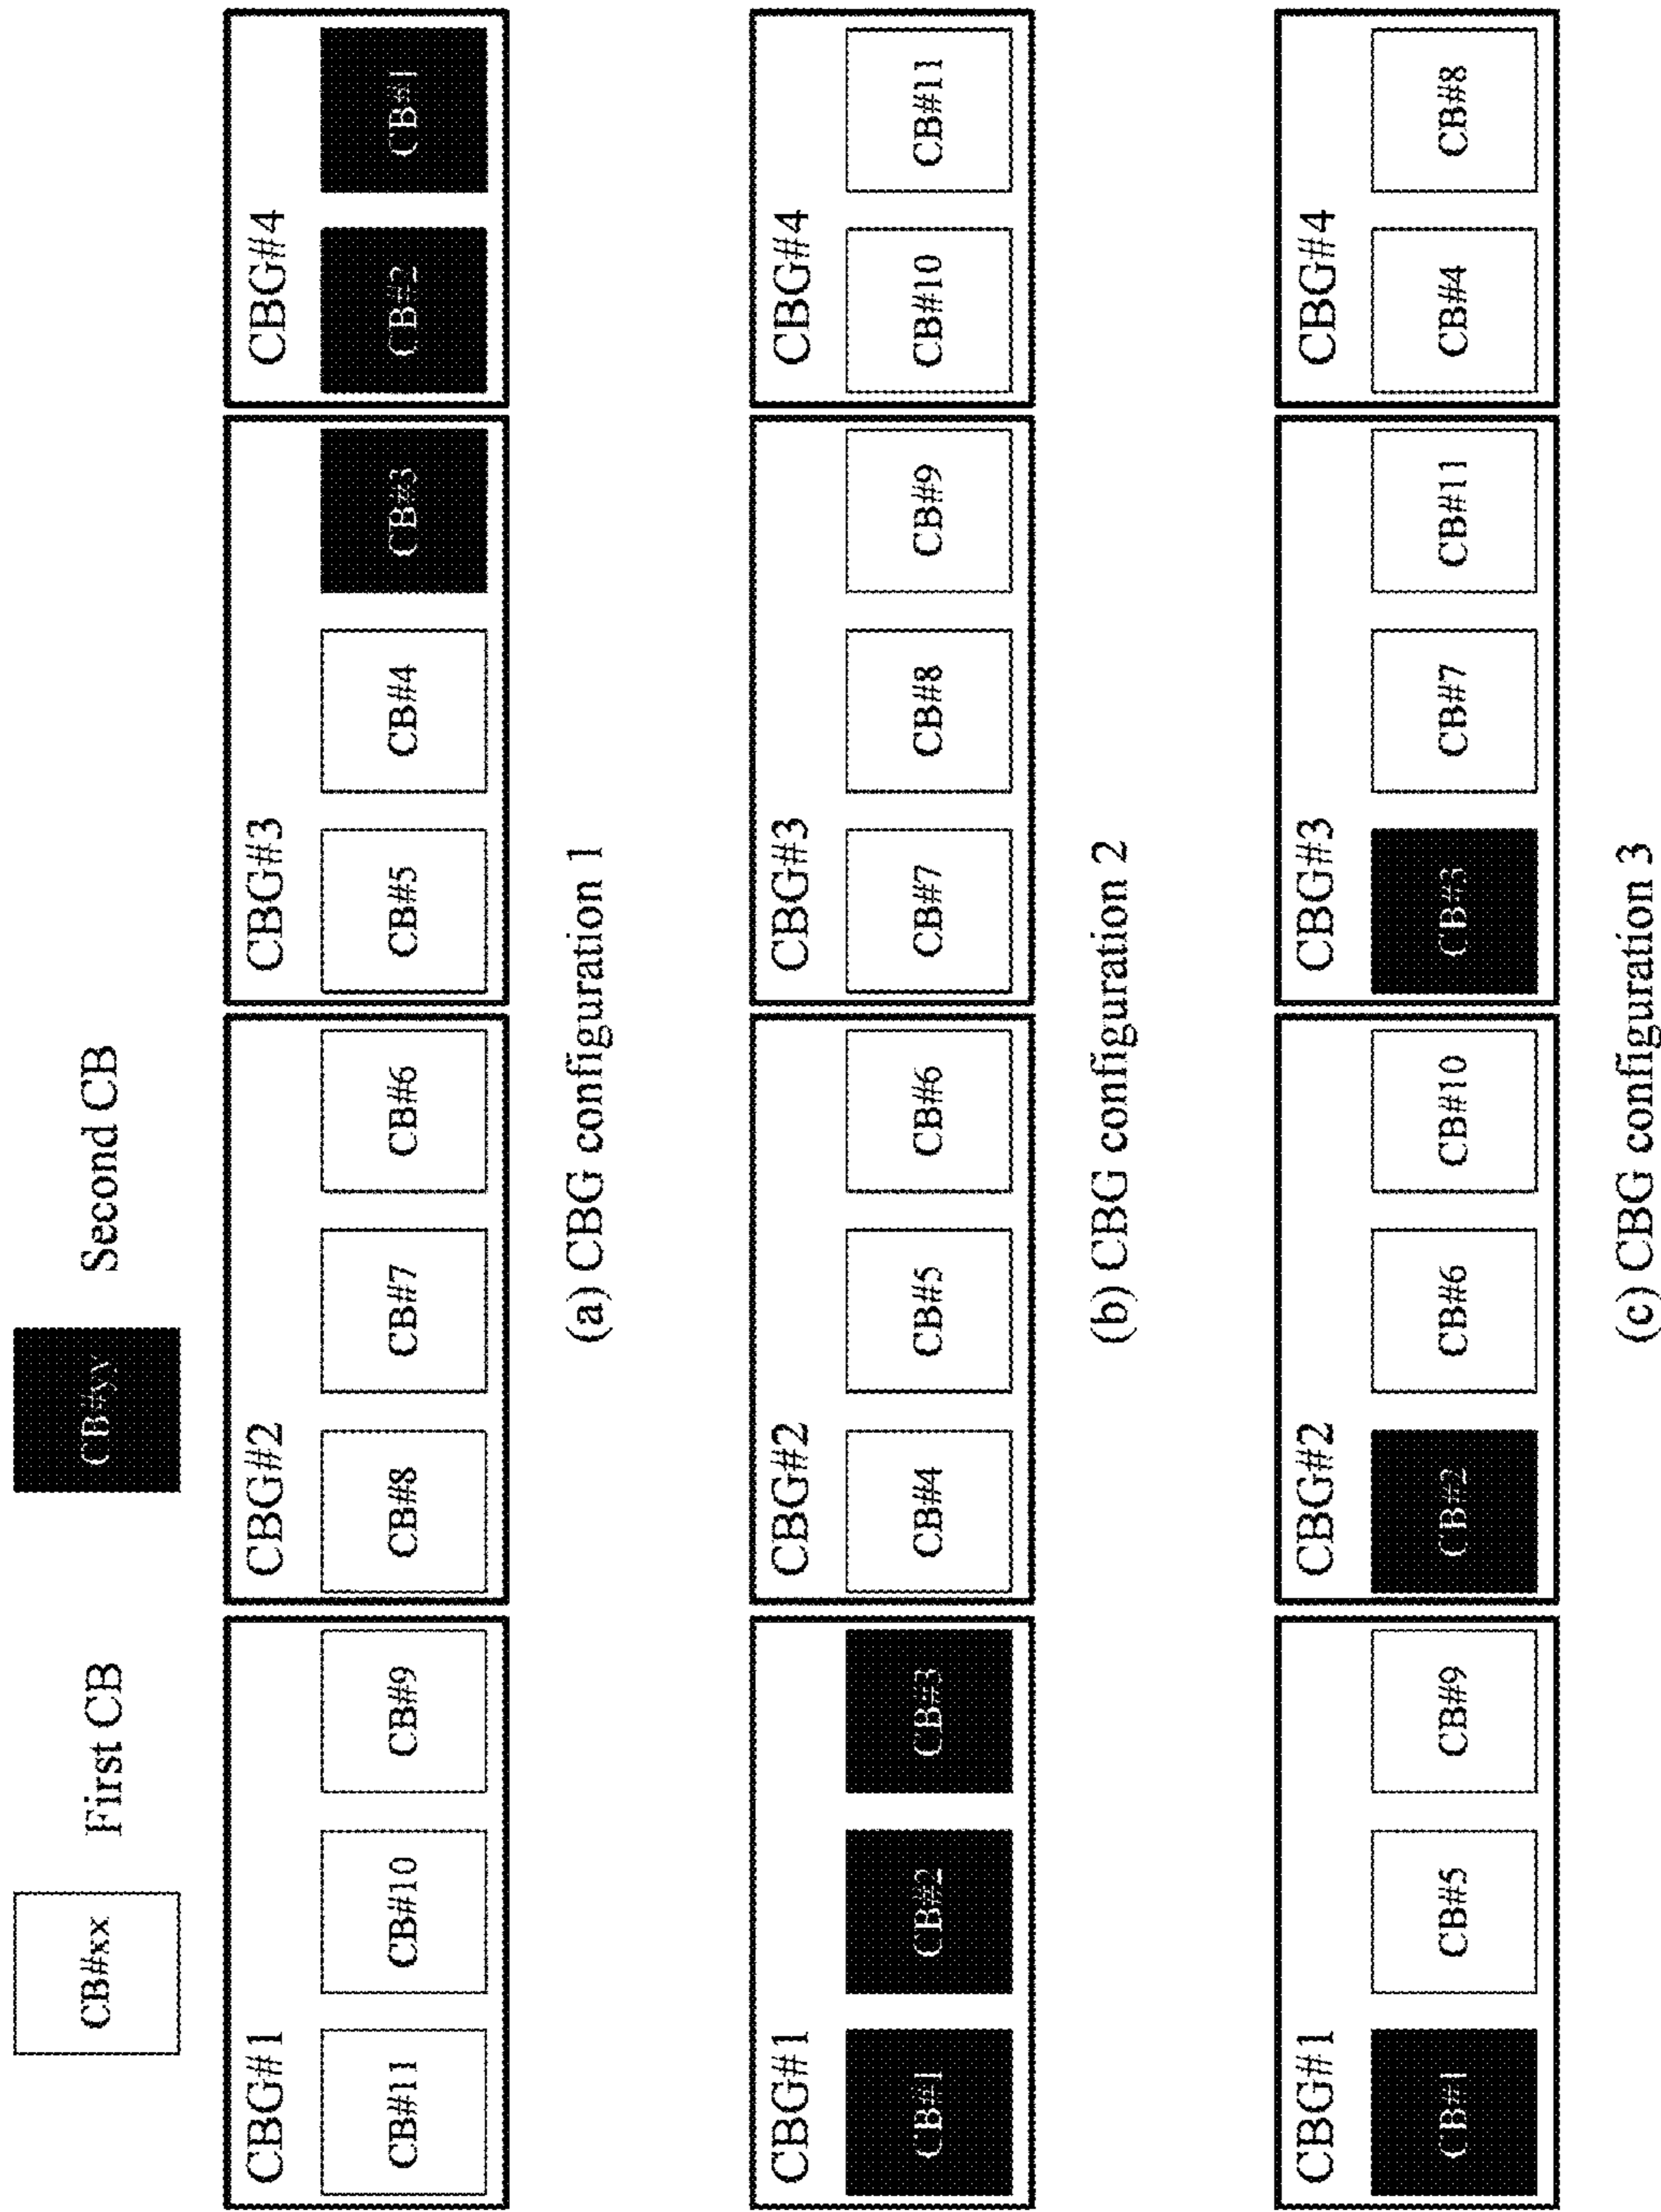 CB#xx First CB CB#yy Second CB
CBG#1 CBG#2 CBG#3 CBG#4
CB#11 CB#10 CB#9 CB#8 CB#7 CB#6 CB#5 CB#4 CB#3 CB#2 CB#1
(a) CBG configuration 1
CBG#1 CBG#2 CBG#3 CBG#4
CB#1 CB#2 CB#3 CB#4 CB#5 CB#6 CB#7 CB#8 CB#9 CB#10 CB#11
(b) CBG configuration 2
CBG#1 CBG#2 CBG#3 CBG#4
CB#1 CB#5 CB#9 CB#2 CB#6 CB#10 CB#3 CB#7 CB#11 CB#4 CB#8
(c) CBG configuration 3